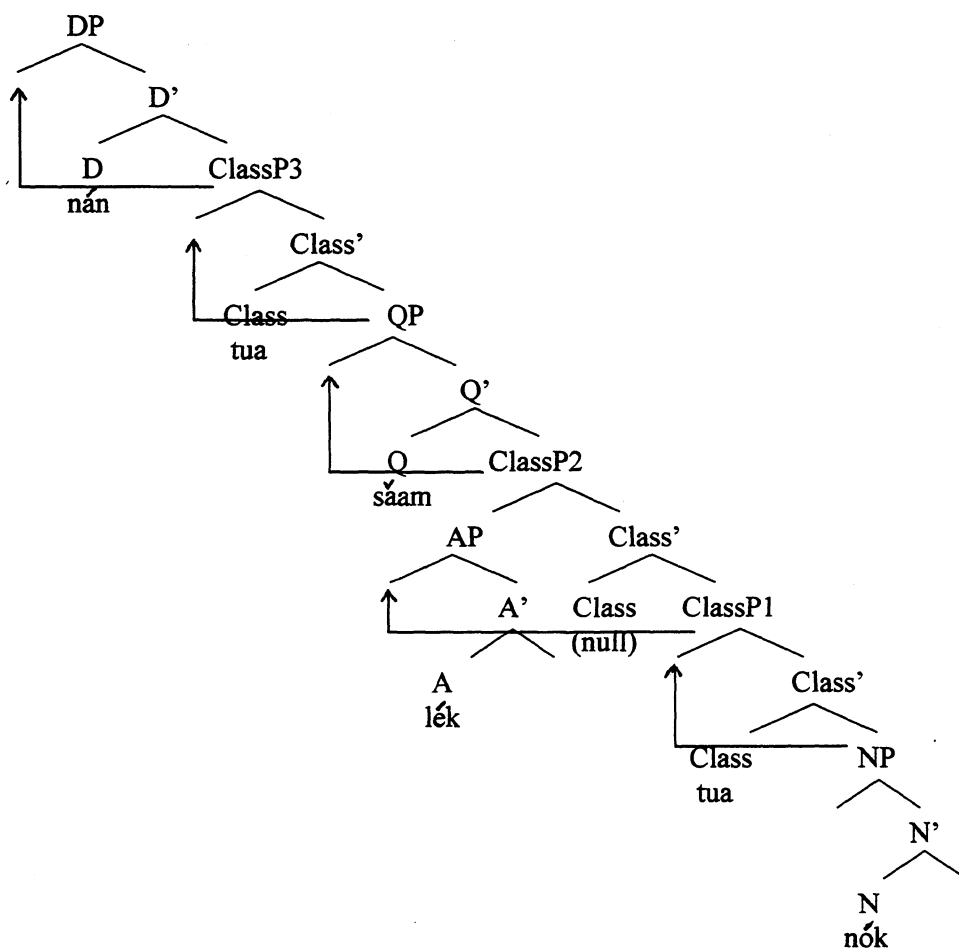 DP
D’
D ClassP3
nán
Class’
Class QP
tua
Q’
Q ClassP2
sǎam
AP Class’
A’ Class ClassP1
(null)
A Class’
lék
Class NP
tua
N’
N
nók